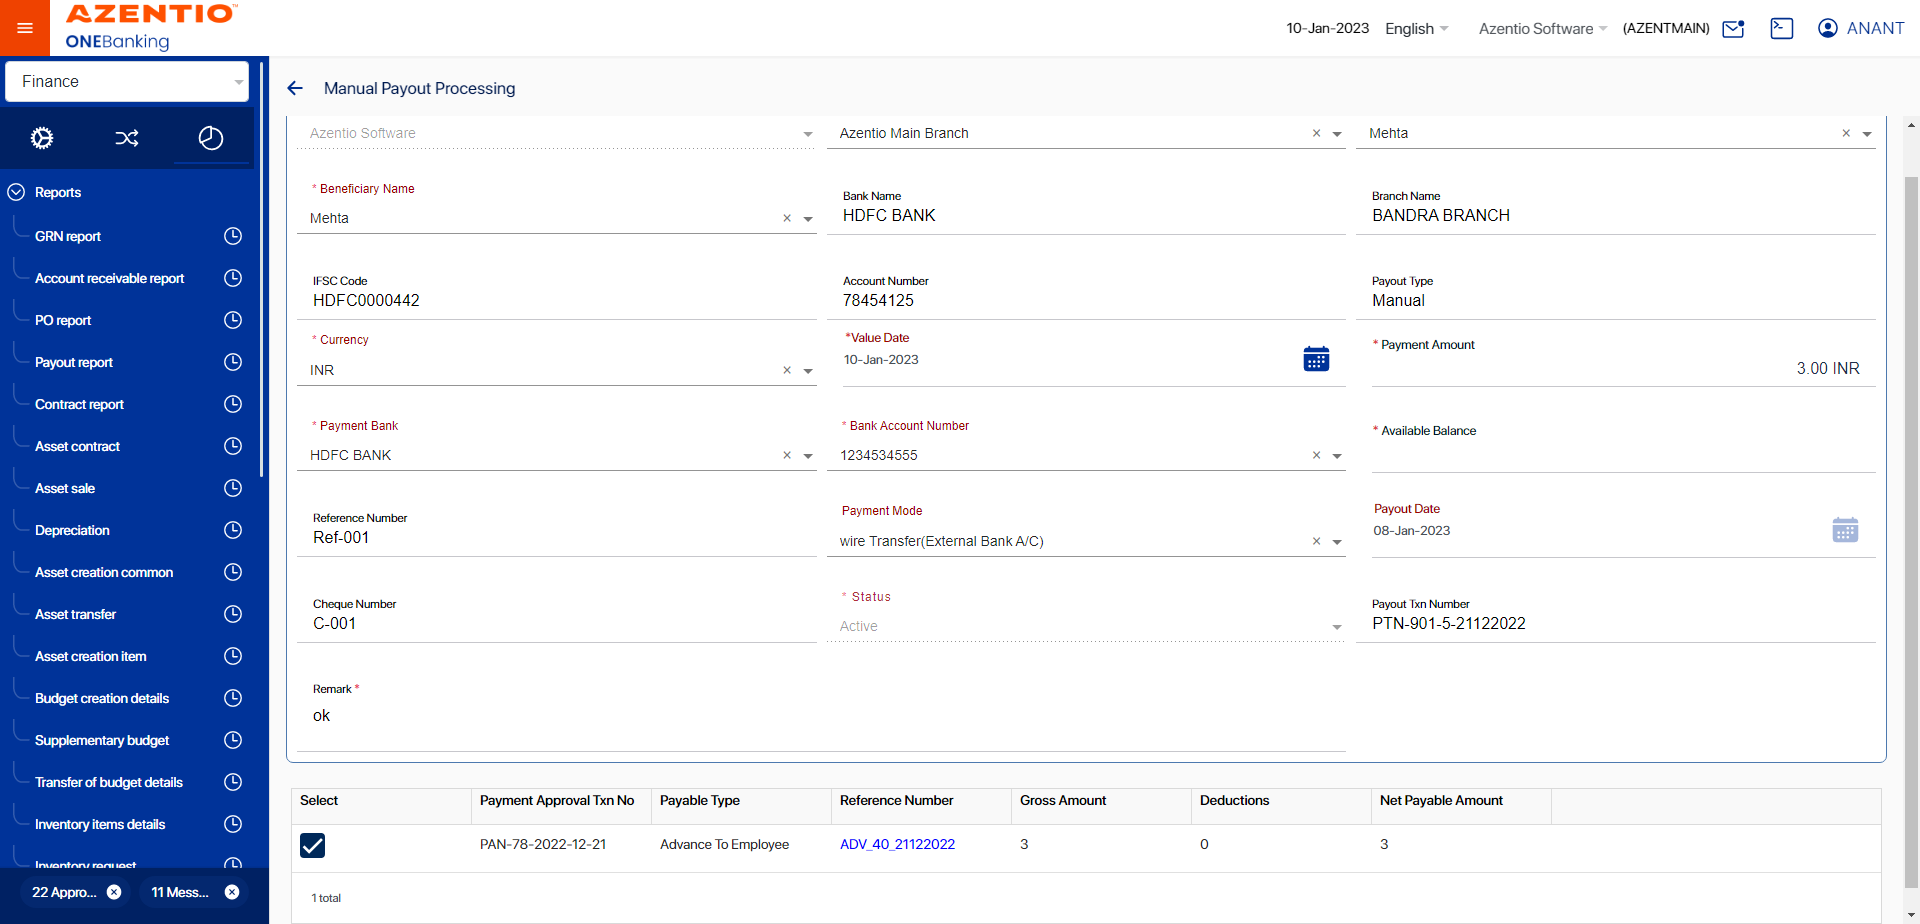 AZENTIO™
ONEBanking
10-Jan-2023 English Azentio Software (AZENTMAIN) ANANT
Finance
Reports
GRN report
Account receivable report
PO report
Payout report
Contract report
Asset contract
Asset sale
Depreciation
Asset creation common
Asset transfer
Asset creation item
Budget creation details
Supplementary budget
Transfer of budget details
Inventory items details
Inventory request
22 Appro... 11 Mess...
Manual Payout Processing
Azentio Software × Azentio Main Branch × Mehta ×
* Beneficiary Name
Mehta ×
Bank Name
HDFC BANK
Branch Name
BANDRA BRANCH
IFSC Code
HDFC0000442
Account Number
78454125
Payout Type
Manual
* Currency
INR ×
*Value Date
10-Jan-2023
* Payment Amount
3.00 INR
* Payment Bank
HDFC BANK ×
* Bank Account Number
1234534555 ×
* Available Balance
Reference Number
Ref-001
Payment Mode
wire Transfer(External Bank A/C) ×
Payout Date
08-Jan-2023
Cheque Number
C-001
* Status
Active
Payout Txn Number
PTN-901-5-21122022
Remark *
ok
Select Payment Approval Txn No Payable Type Reference Number Gross Amount Deductions Net Payable Amount
PAN-78-2022-12-21 Advance To Employee ADV_40_21122022 3 0 3
1 total